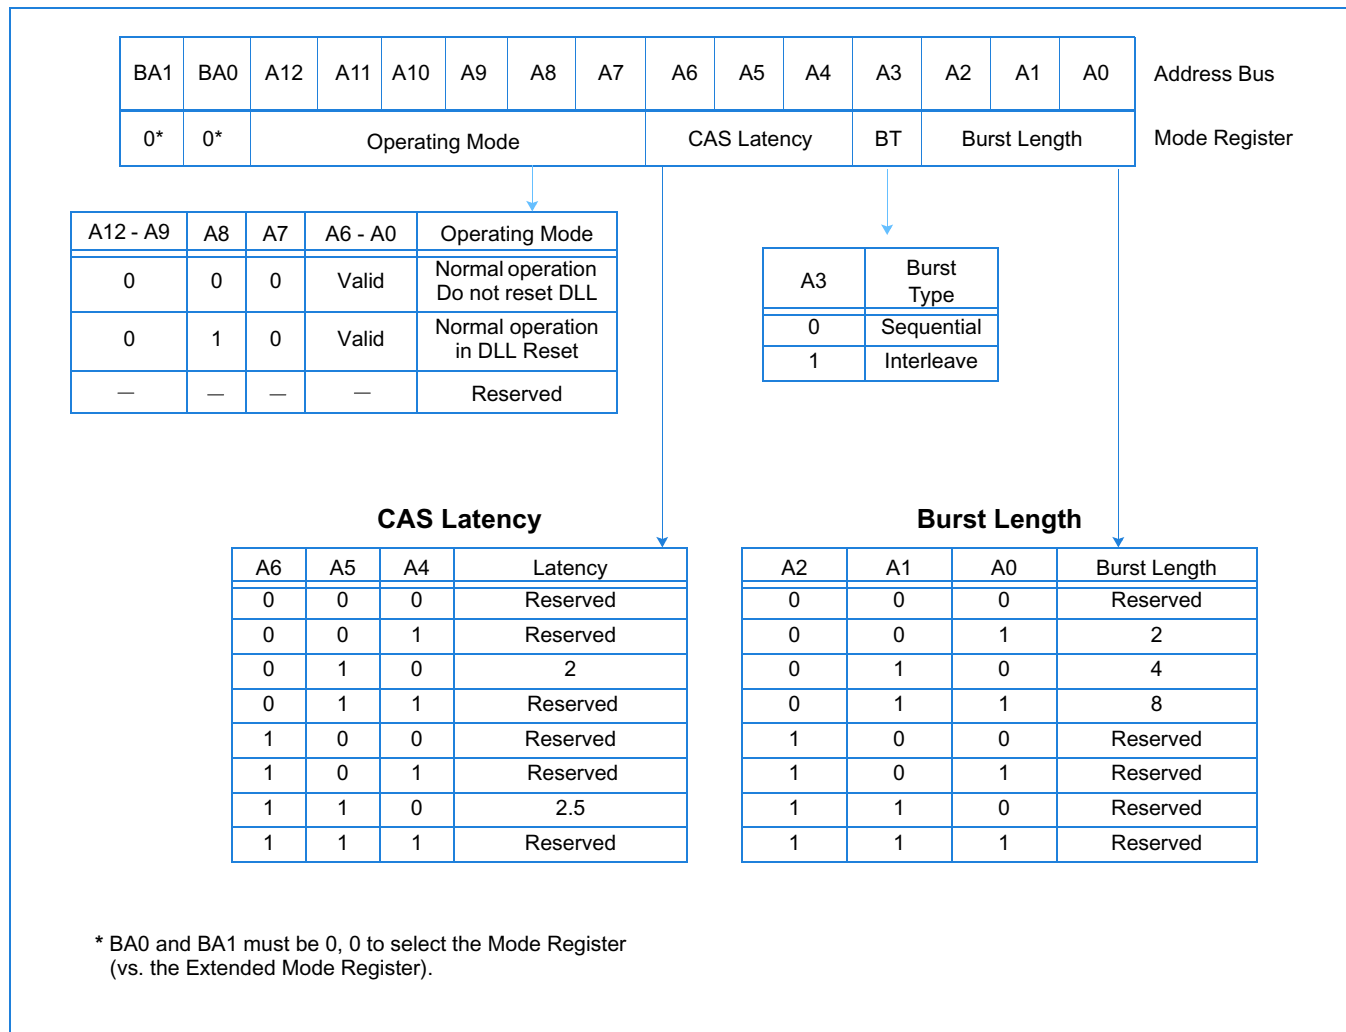 BA1 BA0 A12 A11 A10 A9 A8 A7 A6 A5 A4 A3 A2 A1 A0 Address Bus
0* 0* Operating Mode CAS Latency BT Burst Length Mode Register
A12 - A9 A8 A7 A6 - A0 Operating Mode
0 0 0 Valid Normal operation
Do not reset DLL
0 1 0 Valid Normal operation
in DLL Reset
— — — — Reserved
A3 Burst
Type
0 Sequential
1 Interleave
CAS Latency
A6 A5 A4 Latency
0 0 0 Reserved
0 0 1 Reserved
0 1 0 2
0 1 1 Reserved
1 0 0 Reserved
1 0 1 Reserved
1 1 0 2.5
1 1 1 Reserved
Burst Length
A2 A1 A0 Burst Length
0 0 0 Reserved
0 0 1 2
0 1 0 4
0 1 1 8
1 0 0 Reserved
1 0 1 Reserved
1 1 0 Reserved
1 1 1 Reserved
* BA0 and BA1 must be 0, 0 to select the Mode Register
(vs. the Extended Mode Register).